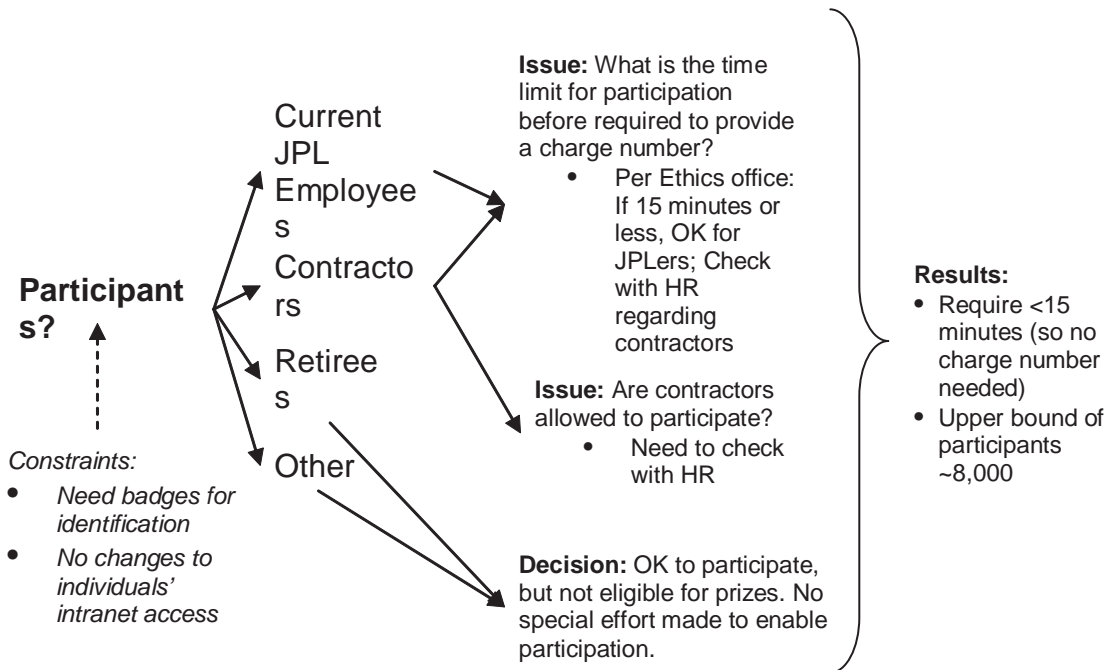 Participant
s?
Constraints:
• Need badges for
identification
• No changes to
individuals’
intranet access
Current
JPL
Employee
s
Contracto
rs
Retiree
s
Other
Issue: What is the time
limit for participation
before required to provide
a charge number?
• Per Ethics office:
If 15 minutes or
less, OK for
JPLers; Check
with HR
regarding
contractors
Issue: Are contractors
allowed to participate?
• Need to check
with HR
Decision: OK to participate,
but not eligible for prizes. No
special effort made to enable
participation.
Results:
• Require <15
minutes (so no
charge number
needed)
• Upper bound of
participants
~8,000